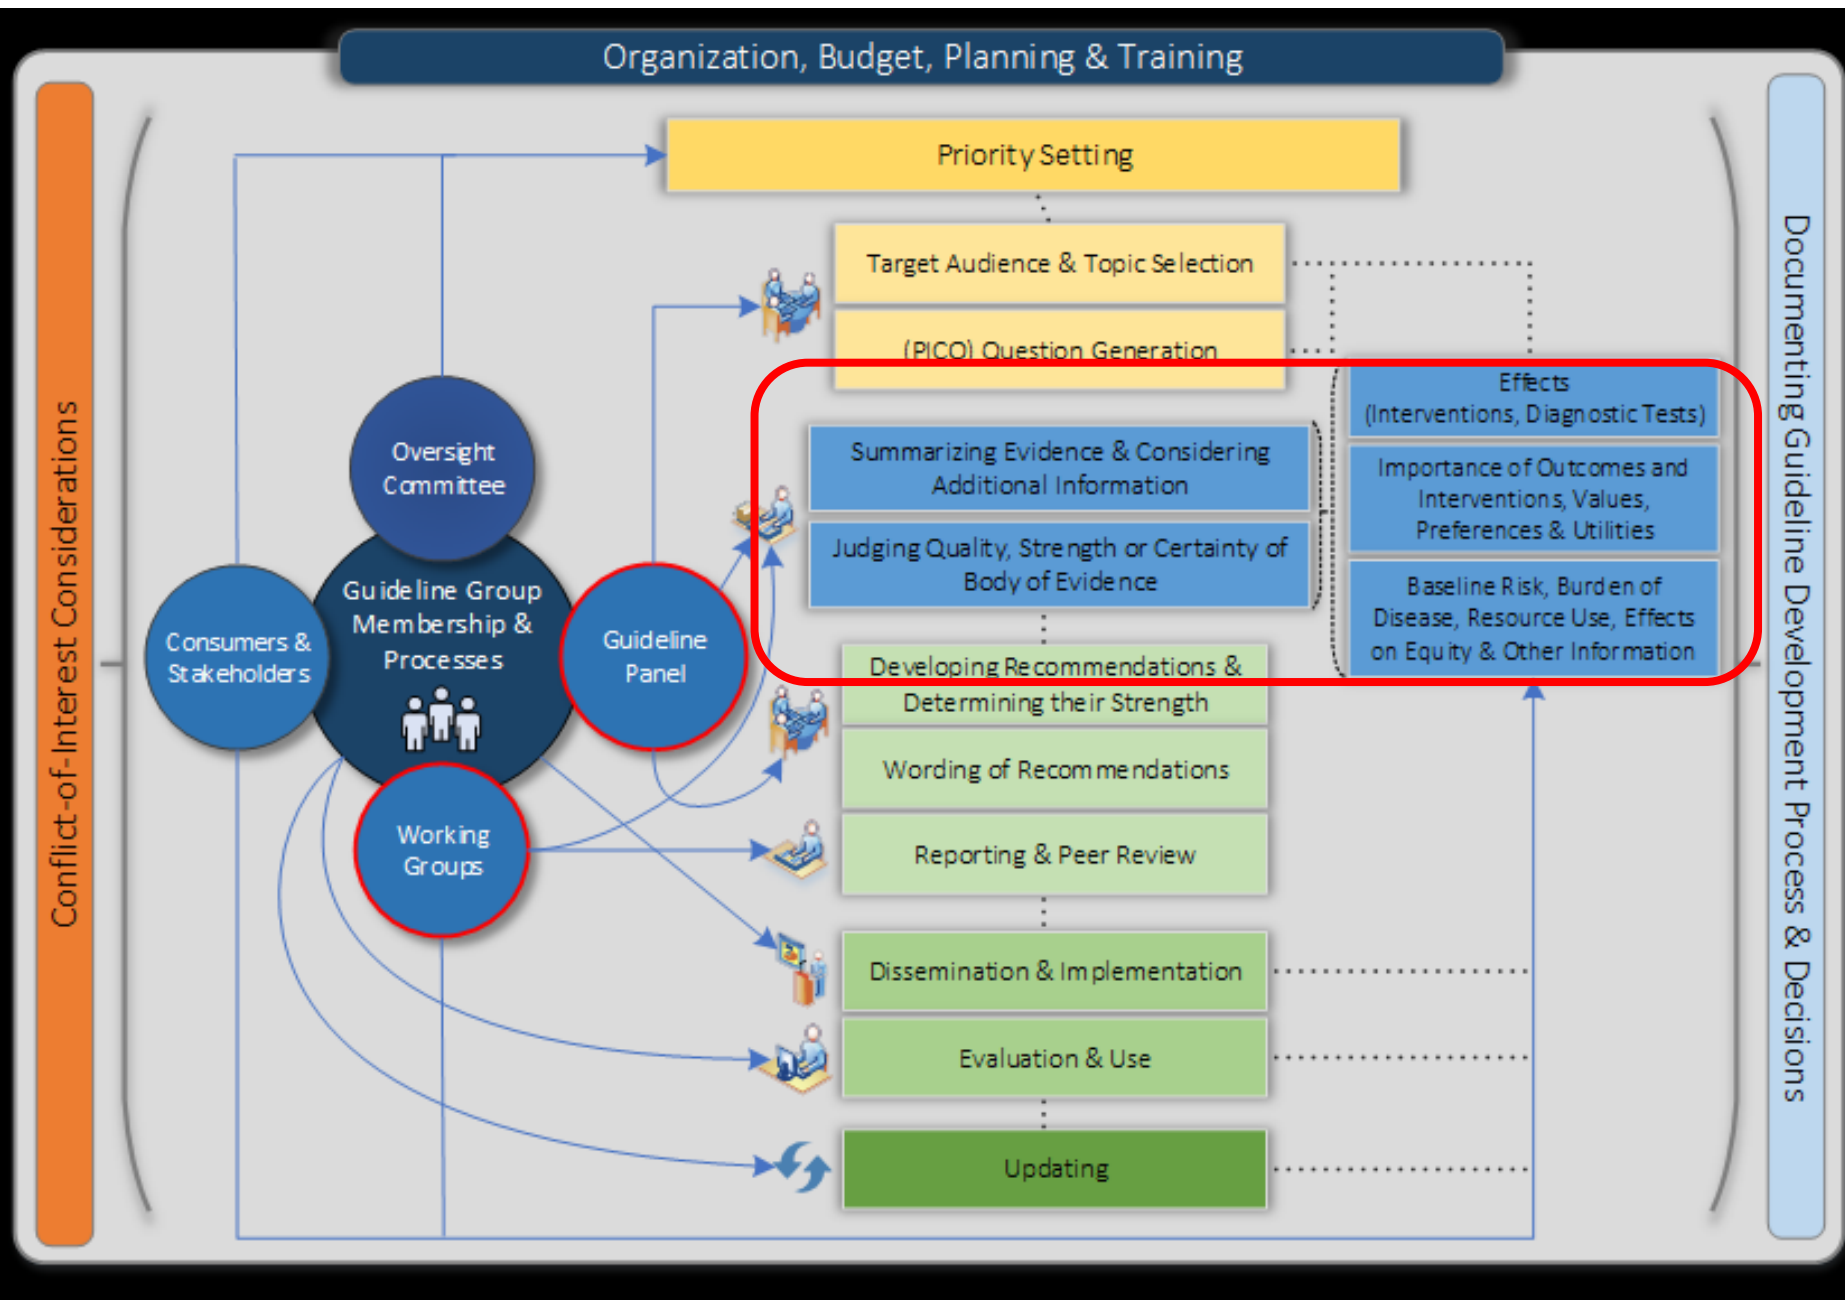 Organization, Budget, Planning & Training
Conflict-of-Interest Considerations
Priority Setting
Target Audience & Topic Selection
(PICO) Question Generation
Effects
(Interventions, Diagnostic Tests)
Summarizing Evidence & Considering
Additional Information
Importance of Outcomes and
Interventions, Values,
Preferences & Utilities
Judging Quality, Strength or Certainty of
Body of Evidence
Baseline Risk, Burden of
Disease, Resource Use, Effects
on Equity & Other Information
Oversight
Committee
Guideline Group
Membership &
Processes
Consumers &
Stakeholders
Guideline
Panel
Working
Groups
Developing Recommendations &
Determining their Strength
Wording of Recommendations
Reporting & Peer Review
Dissemination & Implementation
Evaluation & Use
Updating
Documenting Guideline Development Process & Decisions